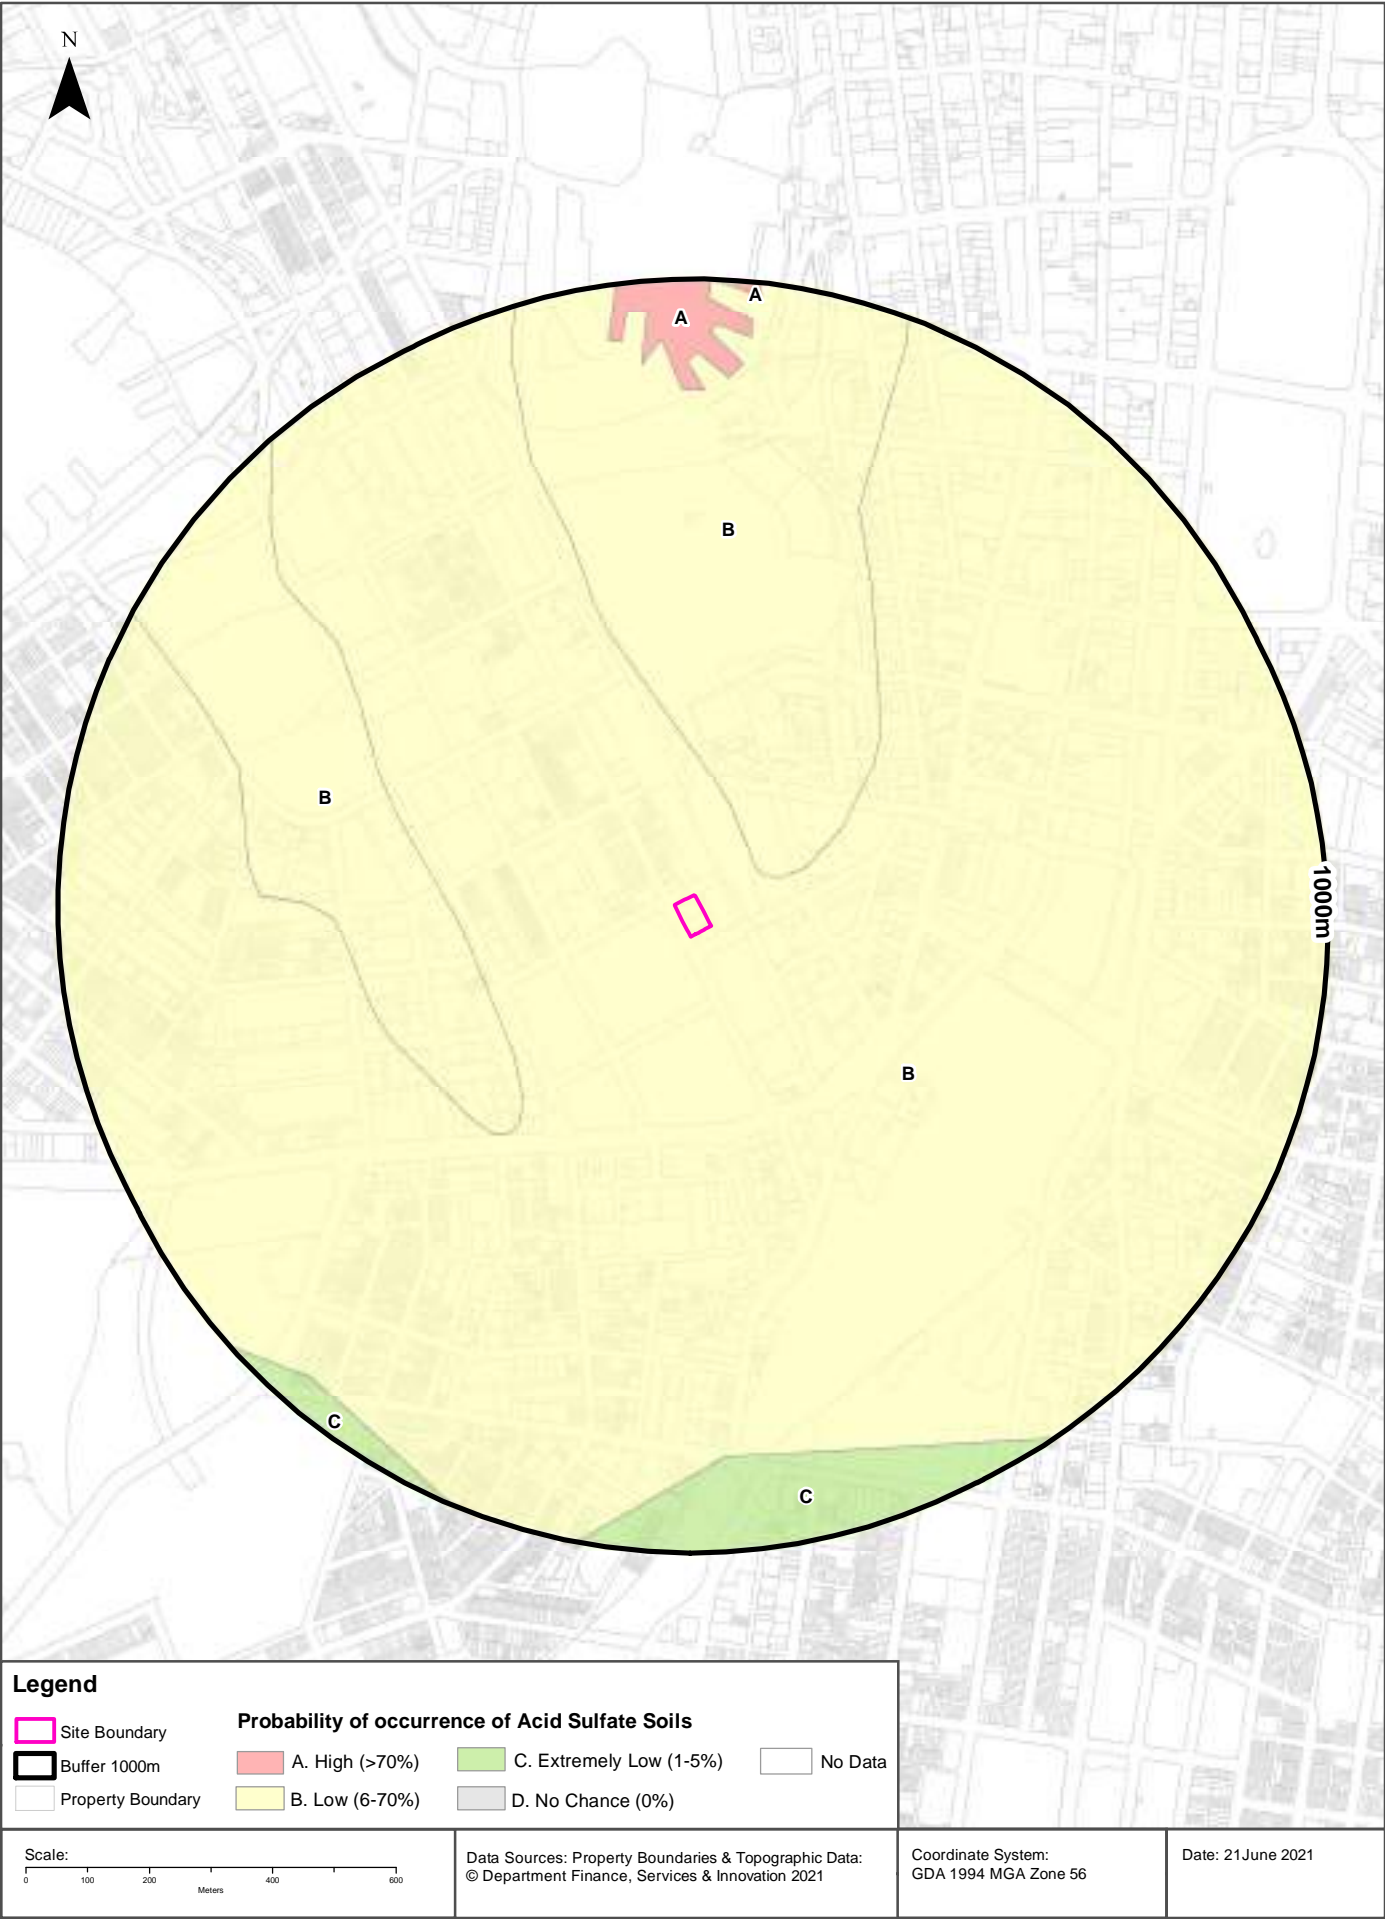 N
A
A
B
B
1000m
B
C
C
Legend
Site Boundary
Buffer 1000m
Property Boundary
Probability of occurrence of Acid Sulfate Soils
A. High (>70%)
B. Low (6-70%)
C. Extremely Low (1-5%)
D. No Chance (0%)
No Data
Scale:
0 100 200 400 600
Meters
Data Sources: Property Boundaries & Topographic Data:
© Department Finance, Services & Innovation 2021
Coordinate System:
GDA 1994 MGA Zone 56
Date: 21June 2021